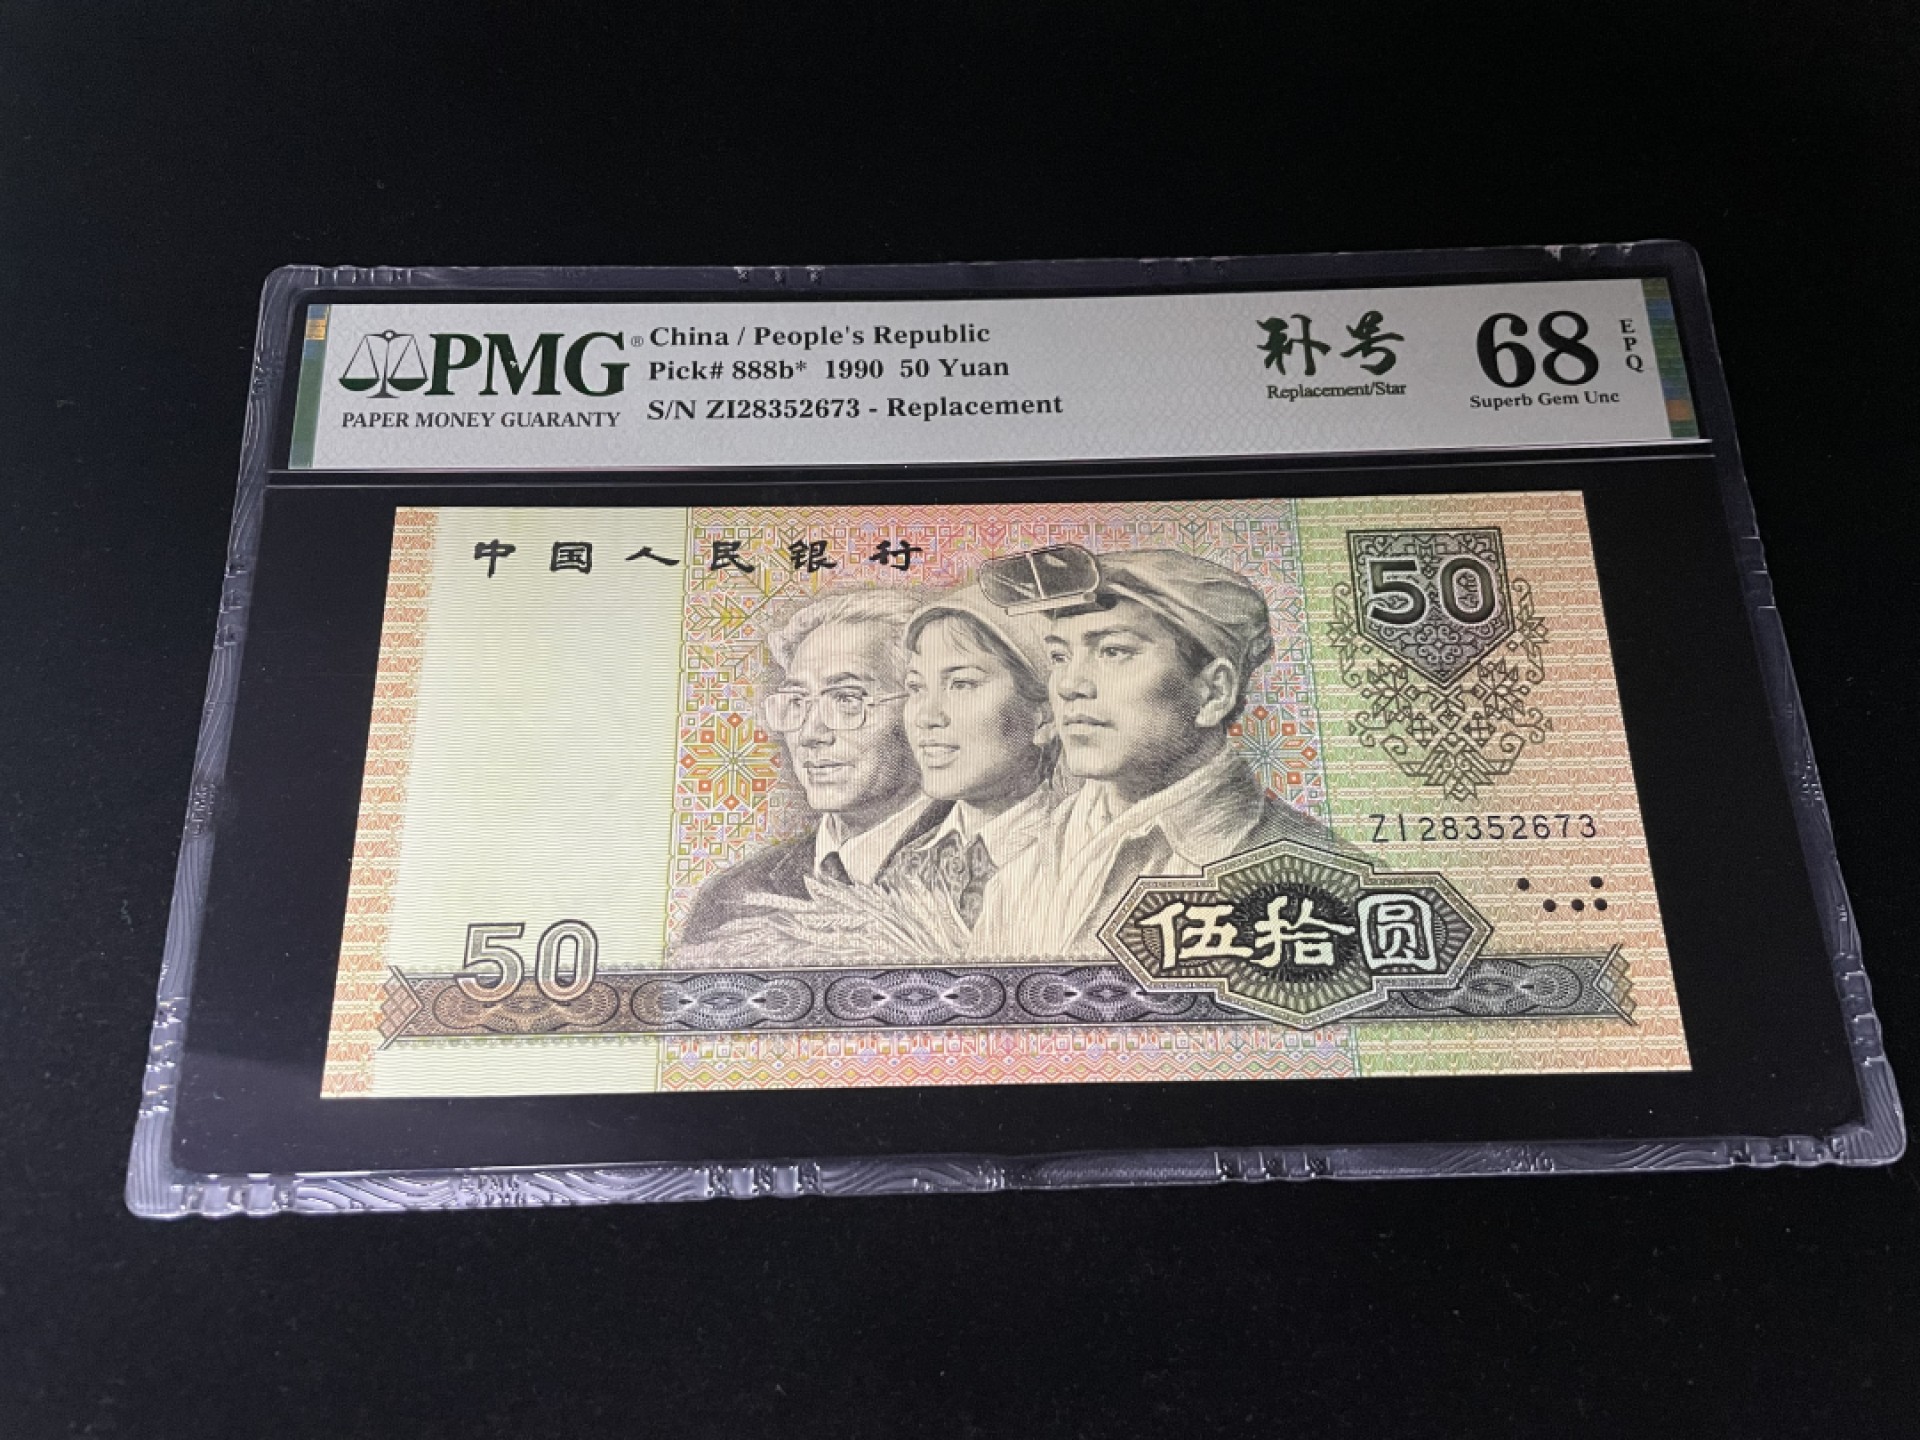 PMG®
PAPER MONEY GUARANTY
China / People's Republic
Pick# 888b* 1990 50 Yuan
S/N ZI28352673 - Replacement
补号
Replacement/Star
68
EPQ
Superb Gem Unc
中国人民银行
50
ZI28352673
50
伍拾圆